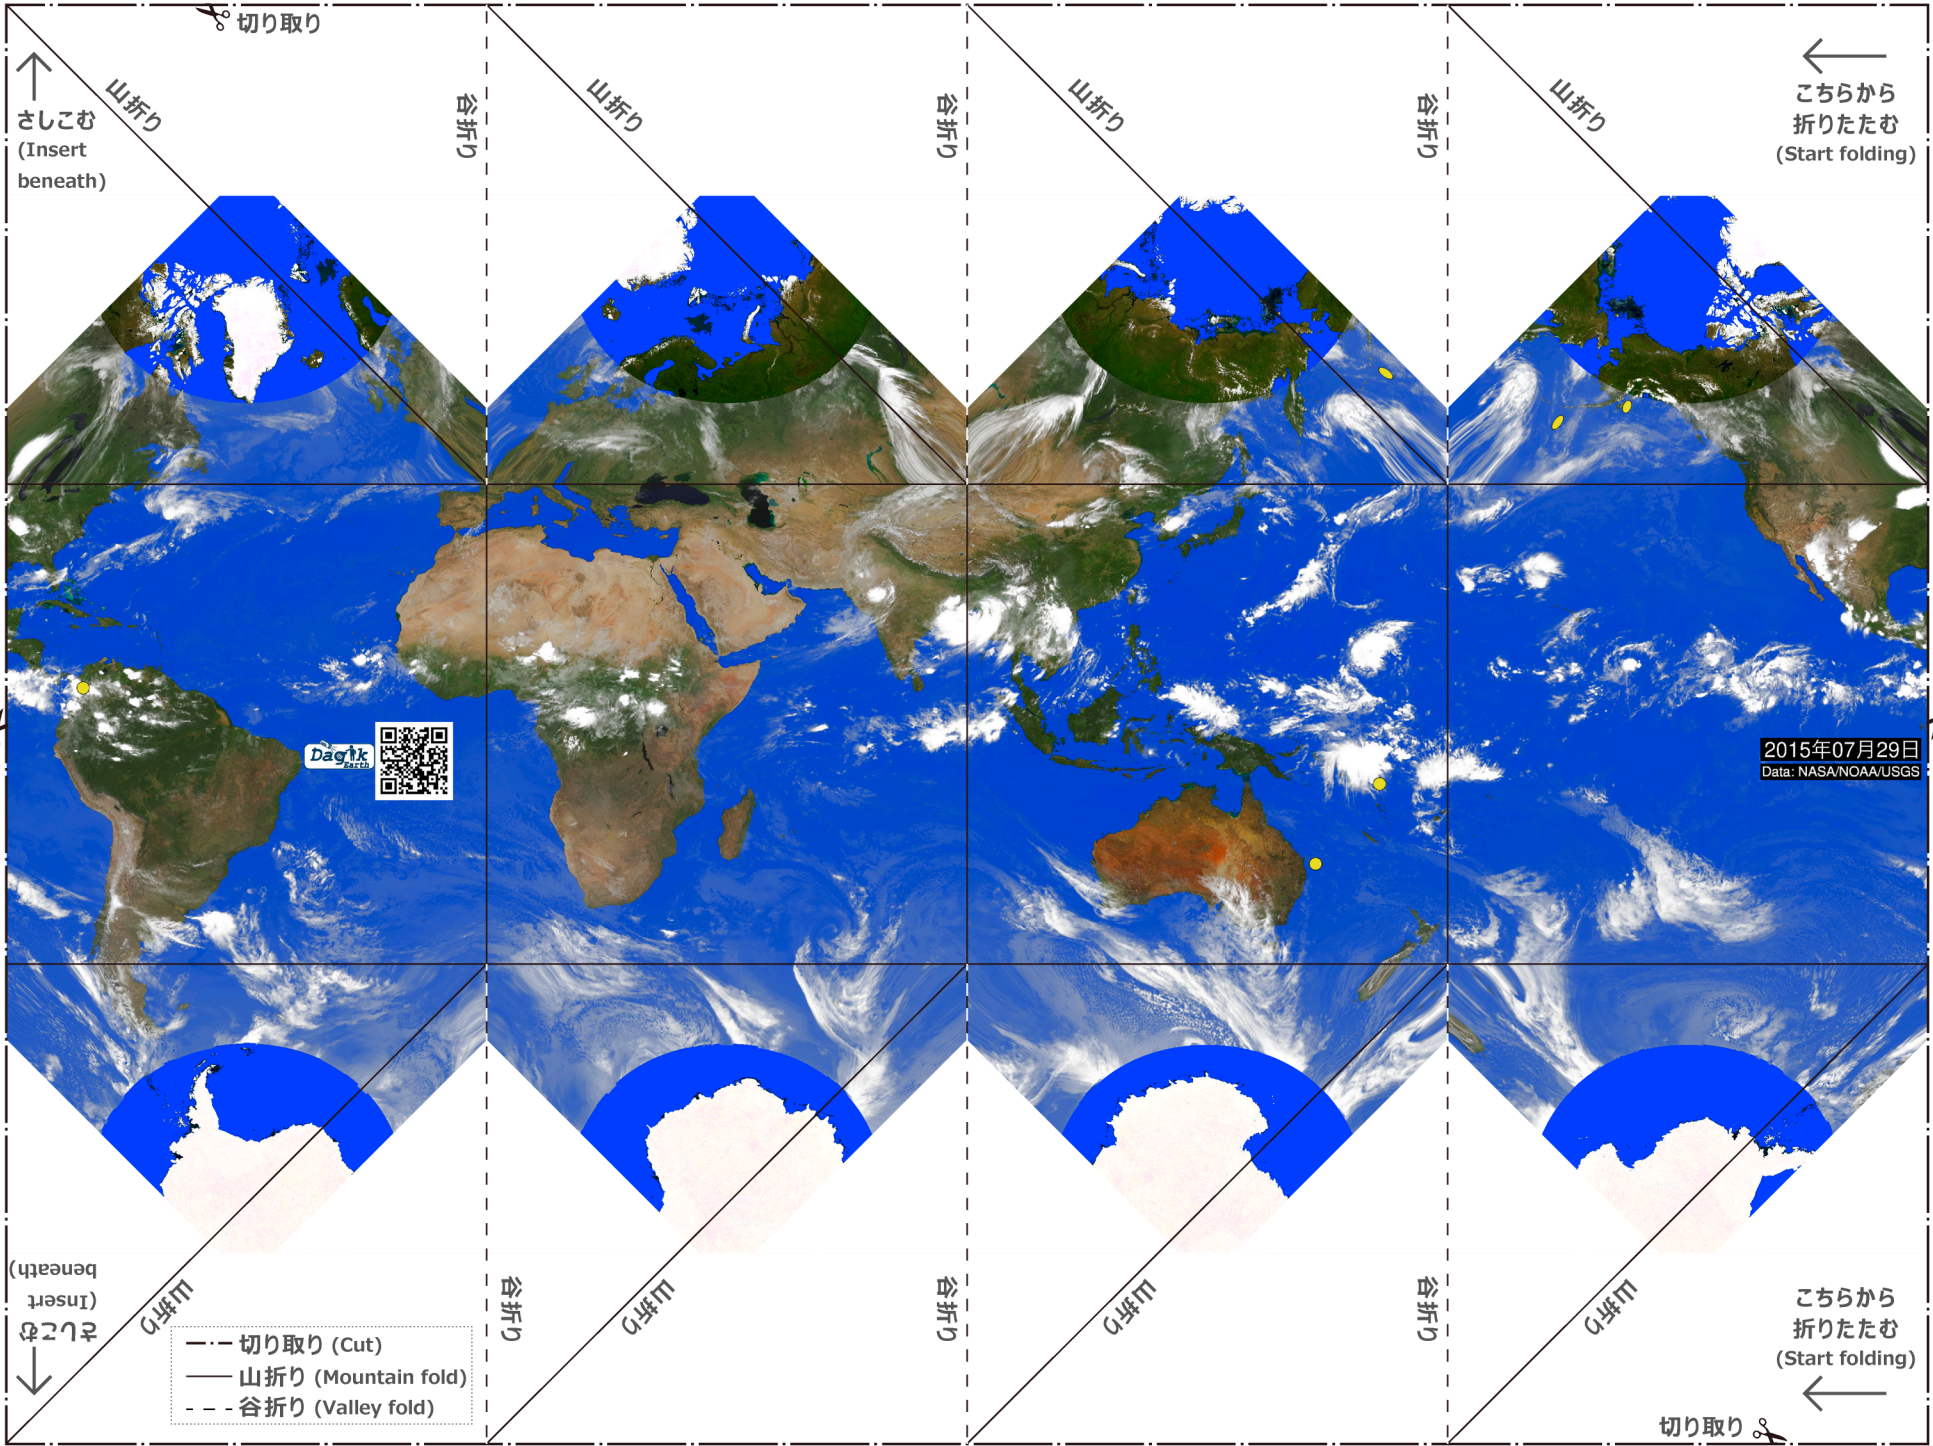 切り取り
山折り
谷折り
山折り
谷折り
山折り
谷折り
山折り
さしこむ
(Insert
beneath)
こちらから
折りたたむ
(Start folding)
Dagik
Earth
2015年07月29日
Data: NASA/NOAA/USGS
さしこむ
(Insert
beneath)
山折り
谷折り
山折り
谷折り
山折り
谷折り
山折り
こちらから
折りたたむ
(Start folding)
切り取り (Cut)
山折り (Mountain fold)
谷折り (Valley fold)
切り取り